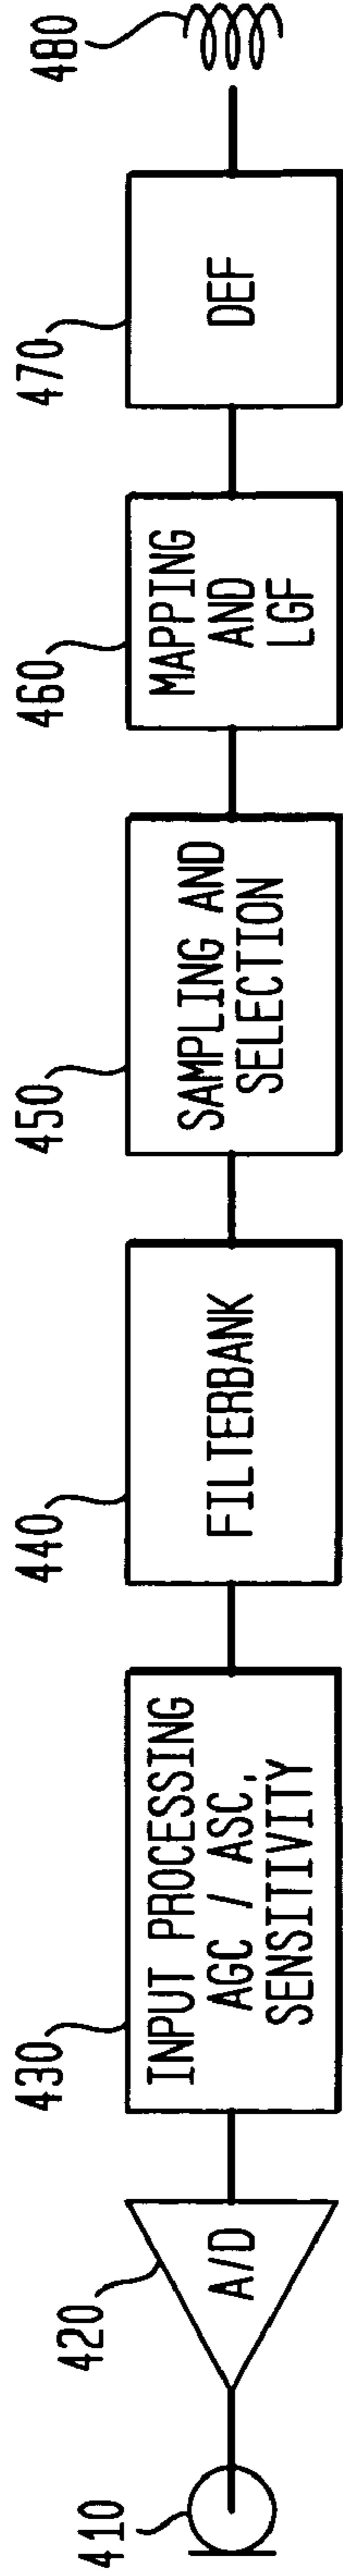 410
420
A/D
430
INPUT PROCESSING
AGC / ASC,
SENSITIVITY
440
FILTERBANK
450
SAMPLING AND
SELECTION
460
MAPPING
AND
LGF
470
DEF
480